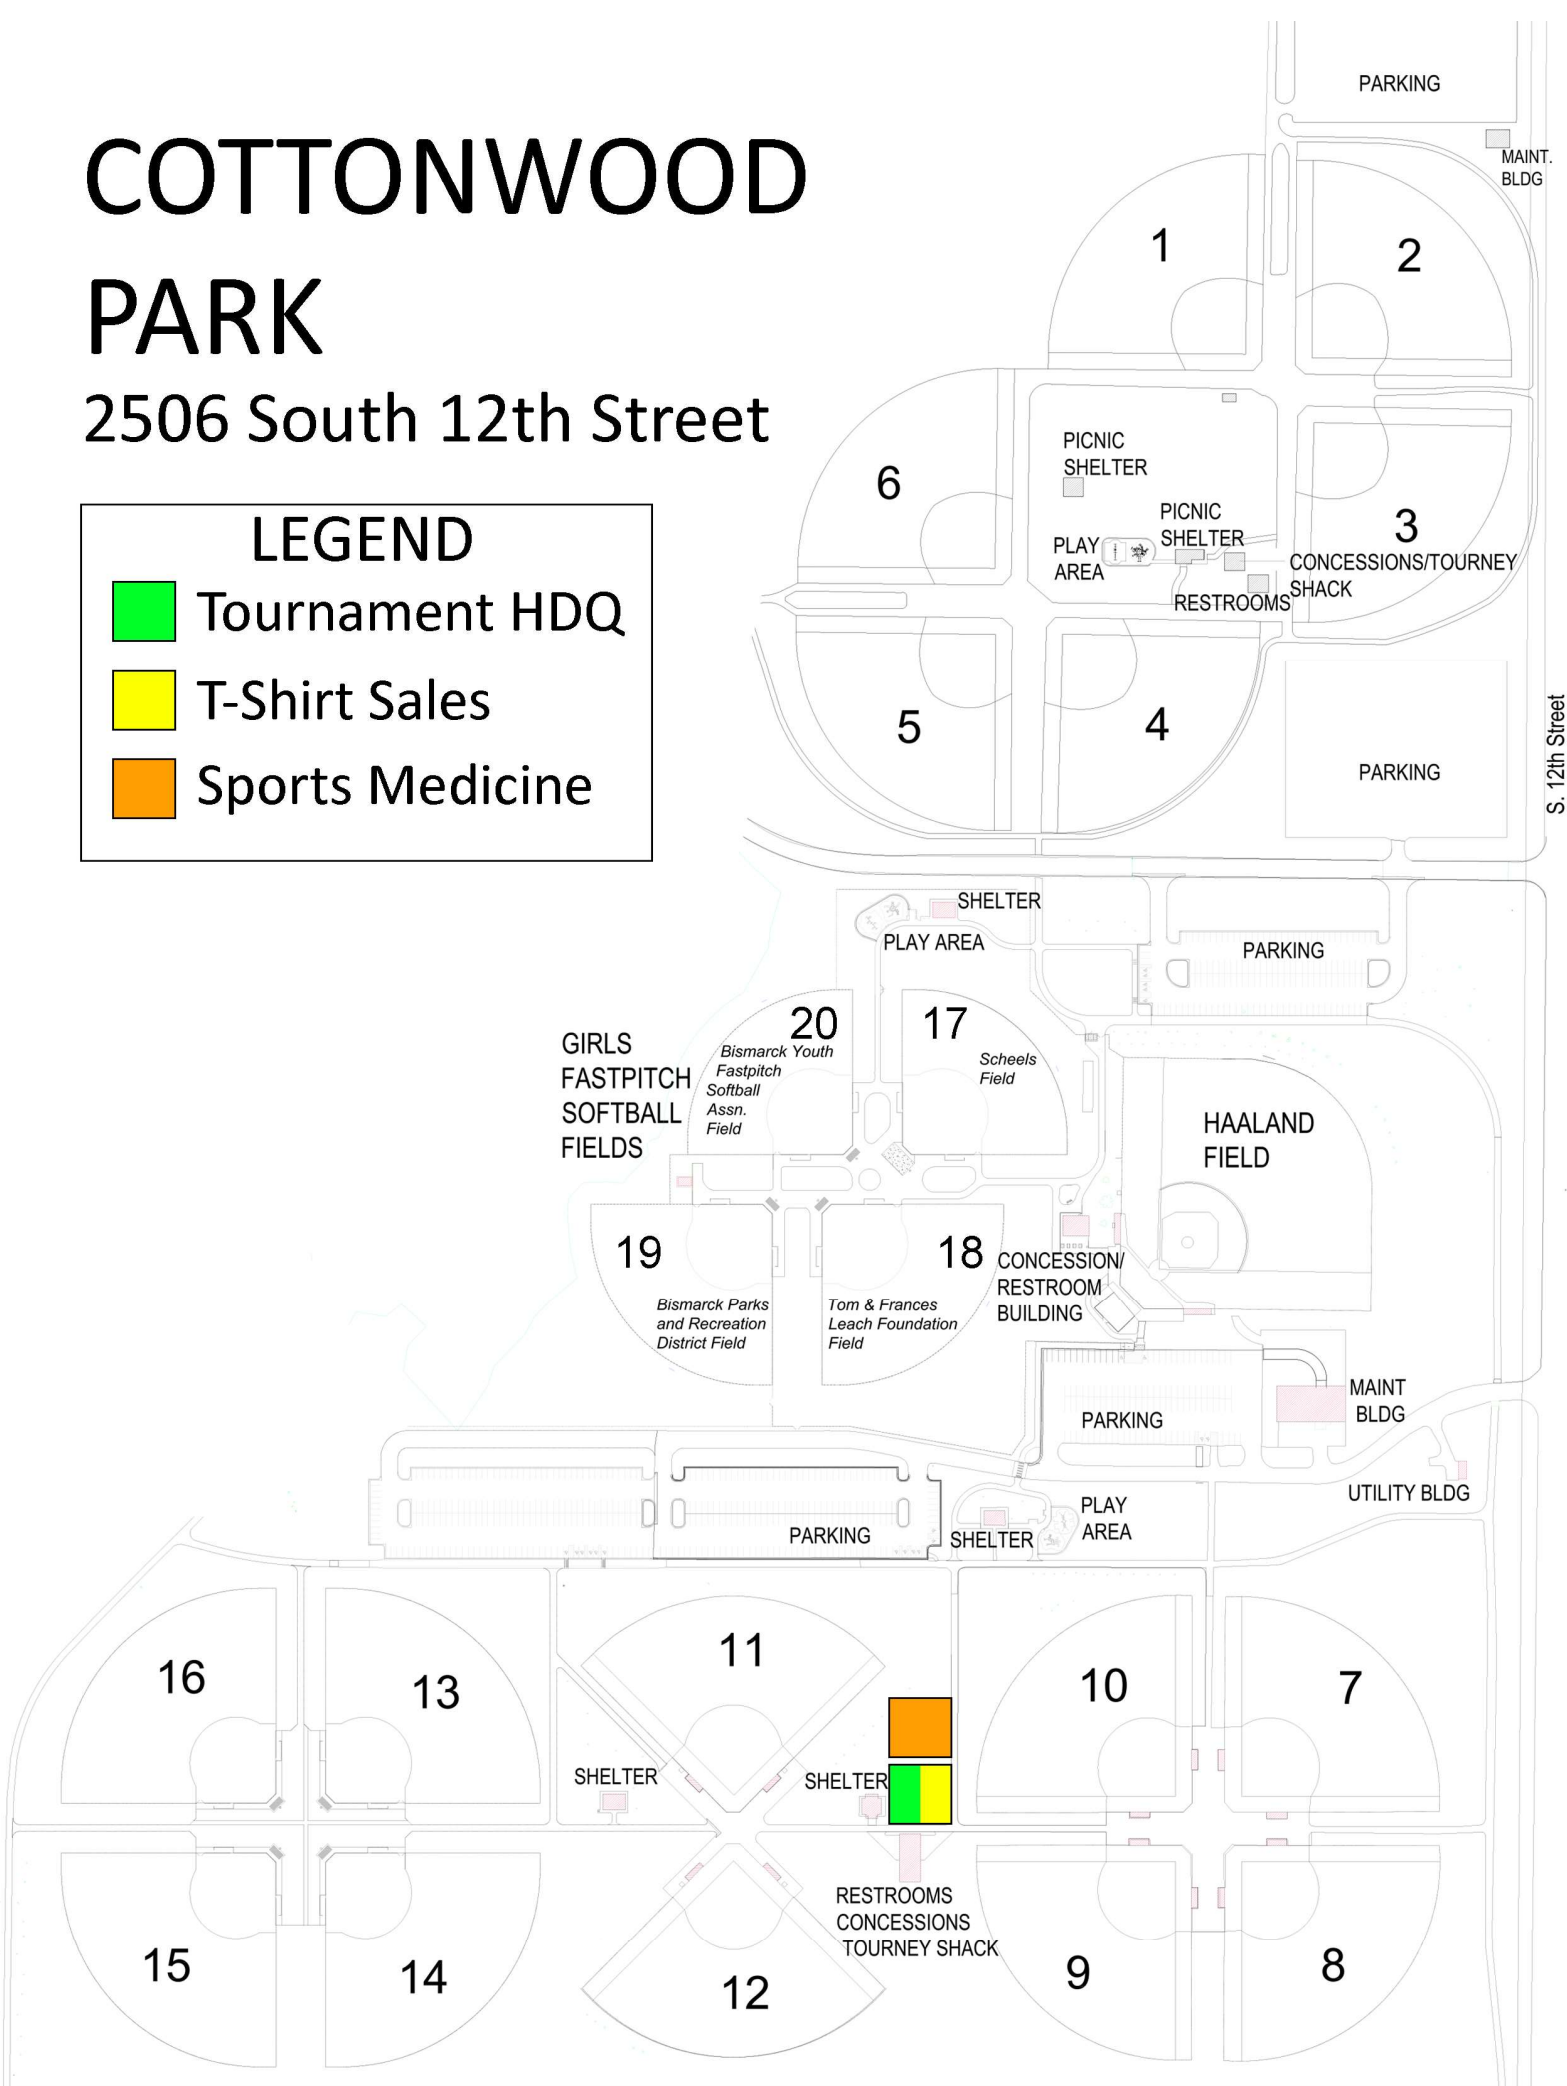 COTTONWOOD
PARK
2506 South 12th Street
LEGEND
Tournament HDQ
T-Shirt Sales
Sports Medicine
PARKING
MAINT.
BLDG
1
2
6
PICNIC
SHELTER
PICNIC
SHELTER
3
PLAY
AREA
CONCESSIONS/TOURNEY
SHACK
RESTROOMS
5
4
PARKING
S. 12th Street
SHELTER
PLAY AREA
PARKING
GIRLS
FASTPITCH
SOFTBALL
FIELDS
20
Bismarck Youth
Fastpitch
Softball
Assn.
Field
17
Scheels
Field
HAALAND
FIELD
19
Bismarck Parks
and Recreation
District Field
18
Tom & Frances
Leach Foundation
Field
CONCESSION/
RESTROOM
BUILDING
MAINT
BLDG
PARKING
UTILITY BLDG
PARKING
SHELTER
PLAY
AREA
16
13
11
10
7
SHELTER
SHELTER
RESTROOMS
CONCESSIONS
TOURNEY SHACK
15
14
12
9
8